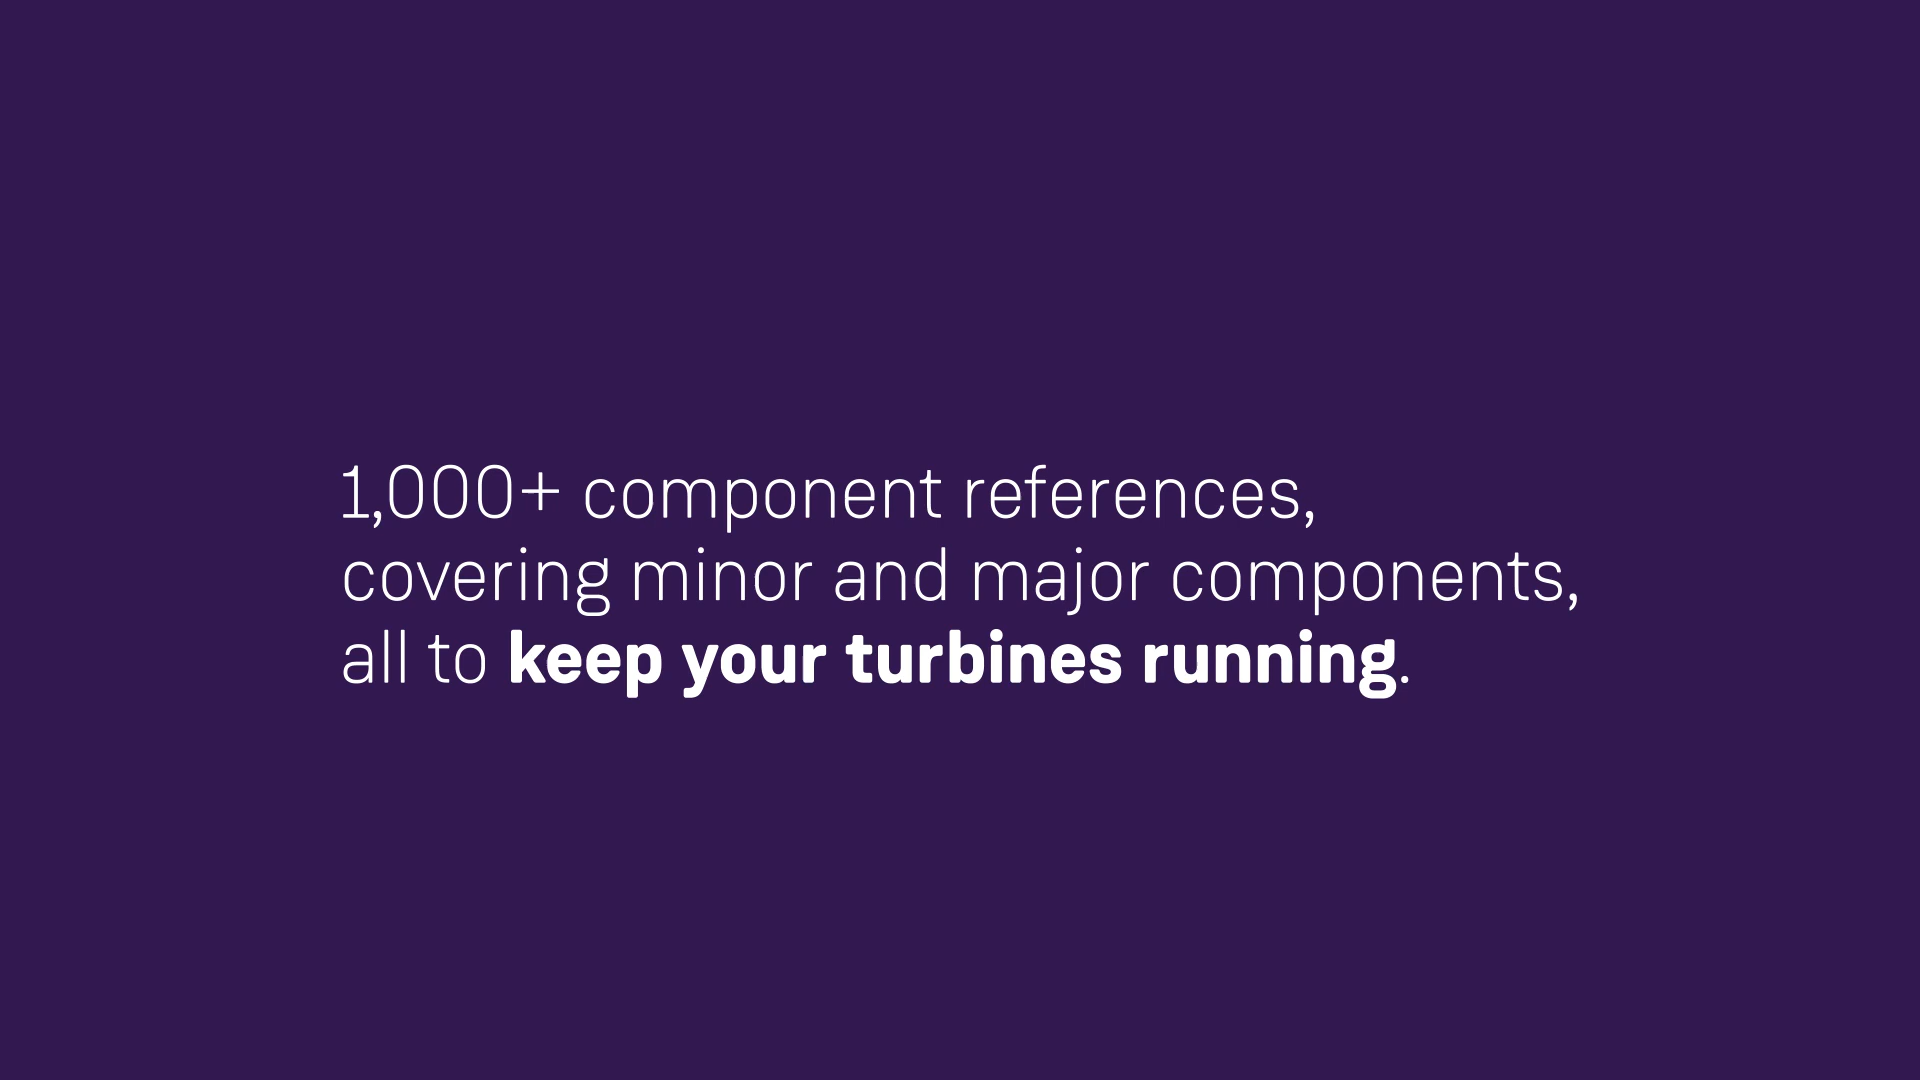 1,000+ component references,
covering minor and major components,
all to keep your turbines running.